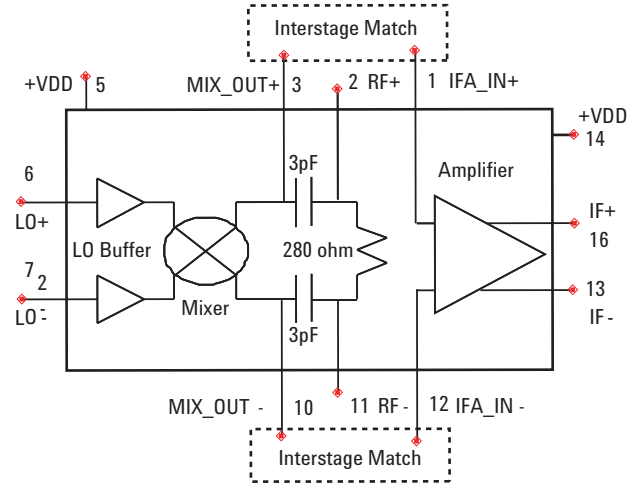 Interstage Match
+VDD 5
MIX_OUT+ 3
2 RF+
1 IFA_IN+
+VDD
14
6
LO+
3pF
Amplifier
IF+
16
LO Buffer
280 ohm
7
2
LO-
Mixer
3pF
13
IF -
MIX_OUT - 10
11 RF -
12 IFA_IN -
Interstage Match